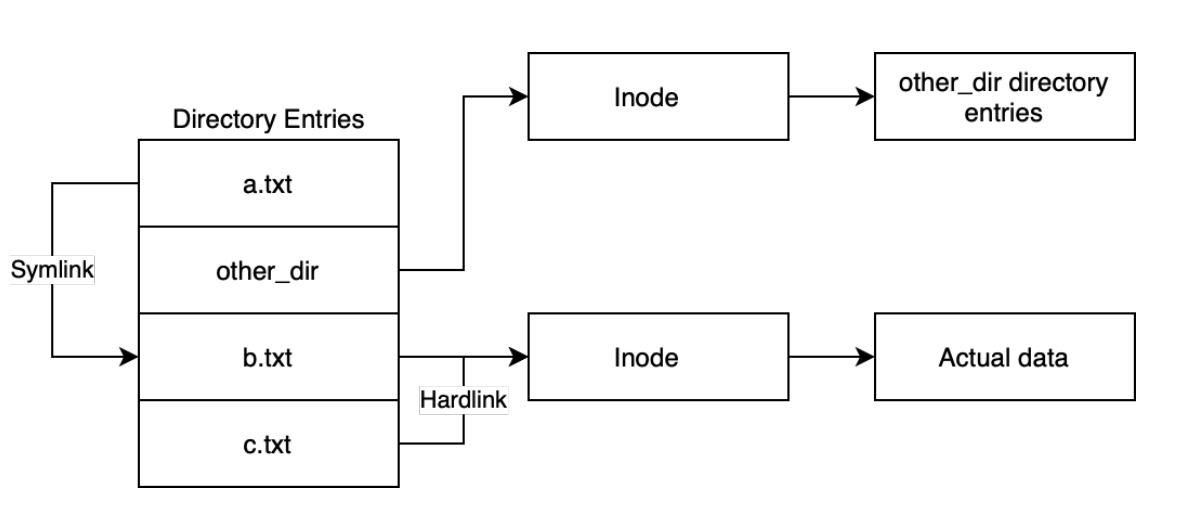 Directory Entries
a.txt
other_dir
b.txt
c.txt
Symlink
Hardlink
Inode
other_dir directory
entries
Inode
Actual data